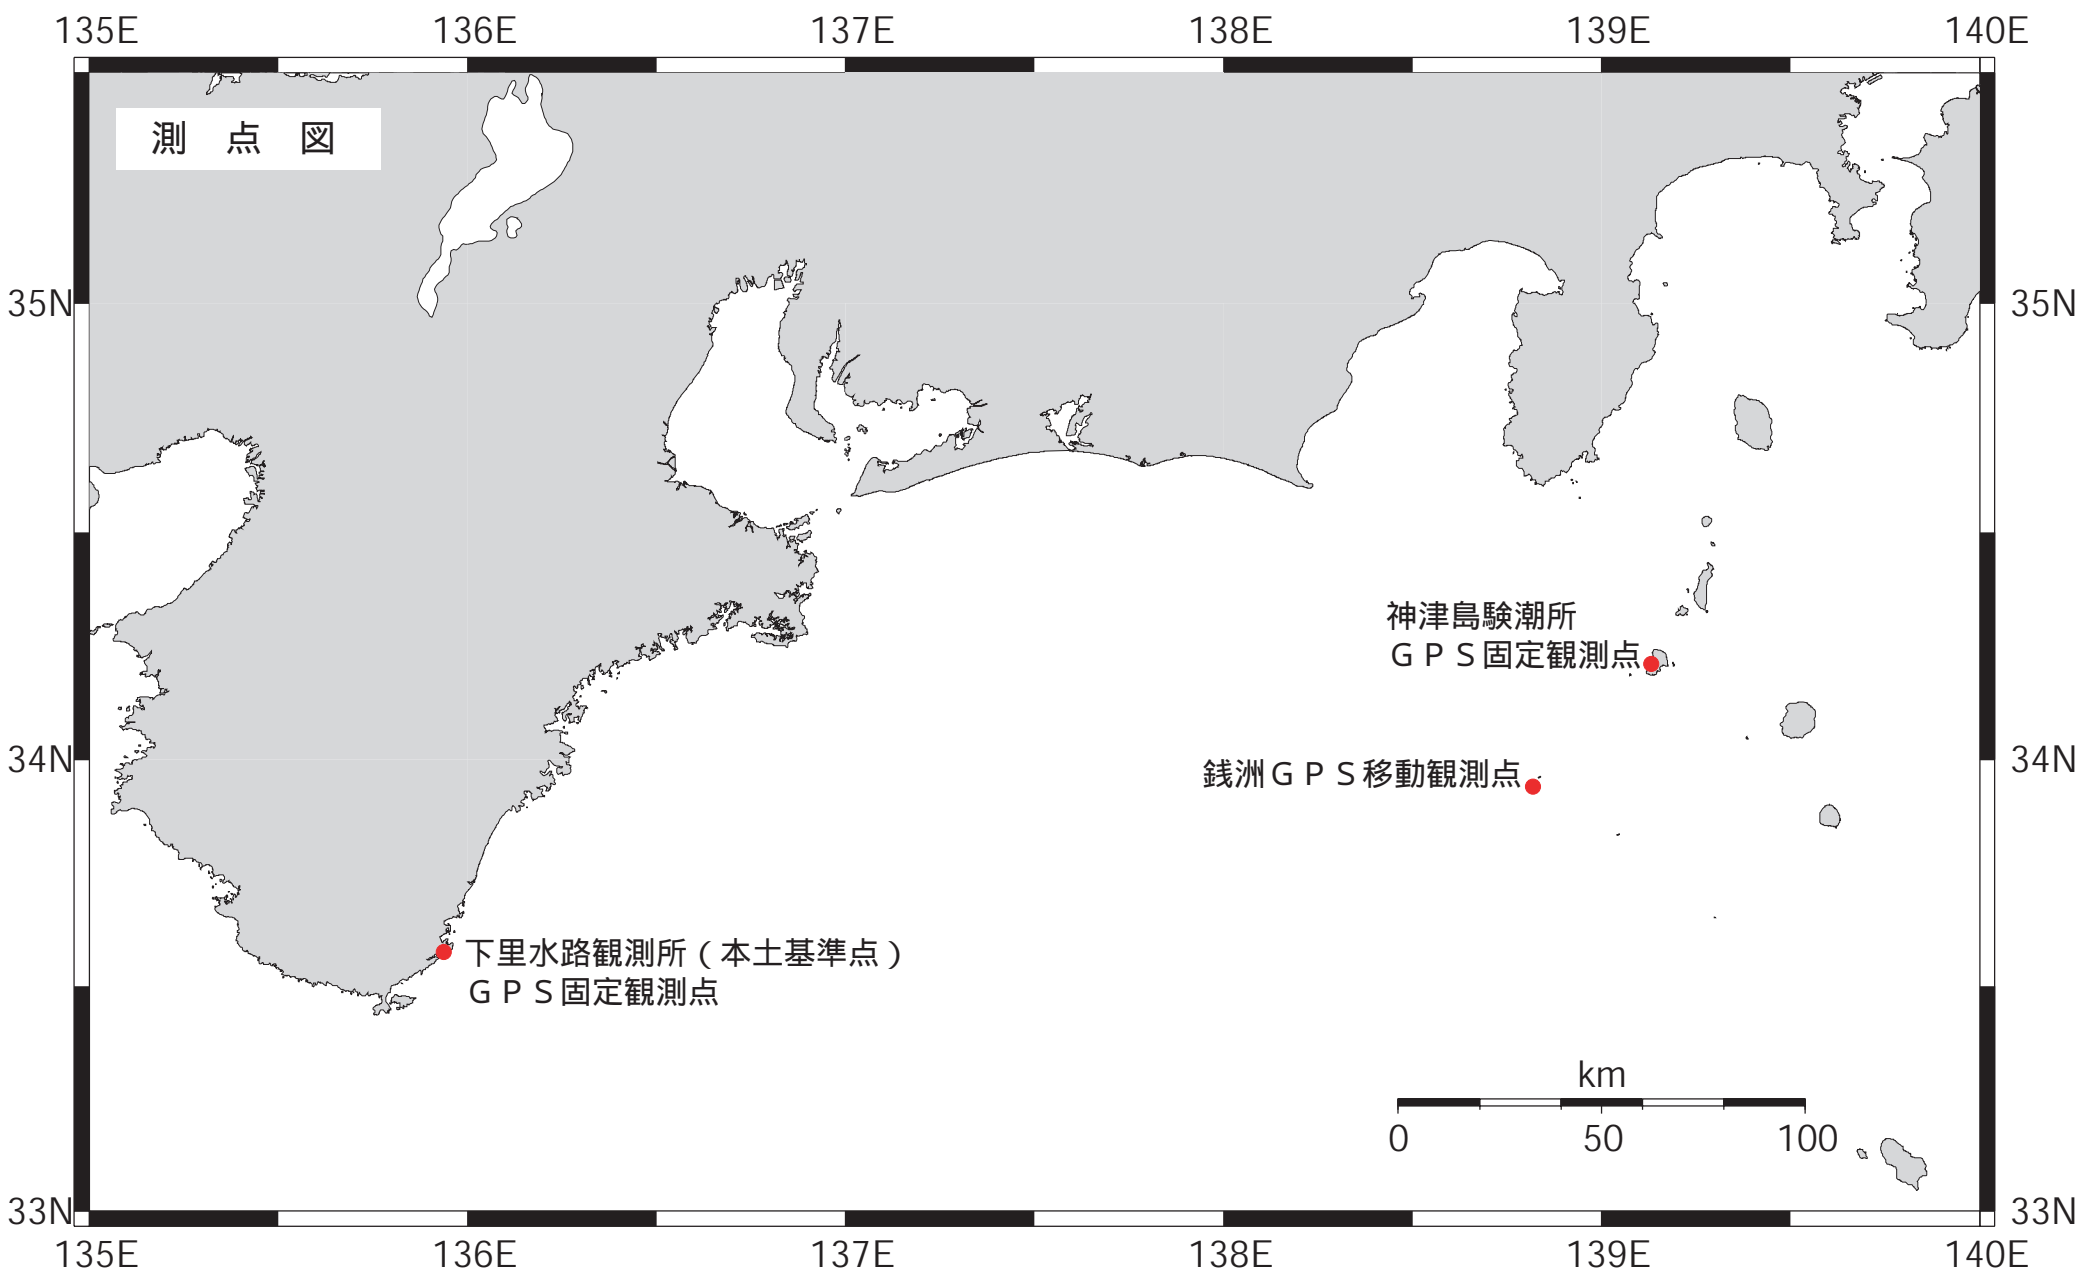 135E 136E 137E 138E 139E 140E
測 点 図
35N 35N
神津島験潮所
ＧＰＳ固定観測点
34N 34N
銭洲ＧＰＳ移動観測点
下里水路観測所（本土基準点）
ＧＰＳ固定観測点
km
0 50 100
33N 33N
135E 136E 137E 138E 139E 140E